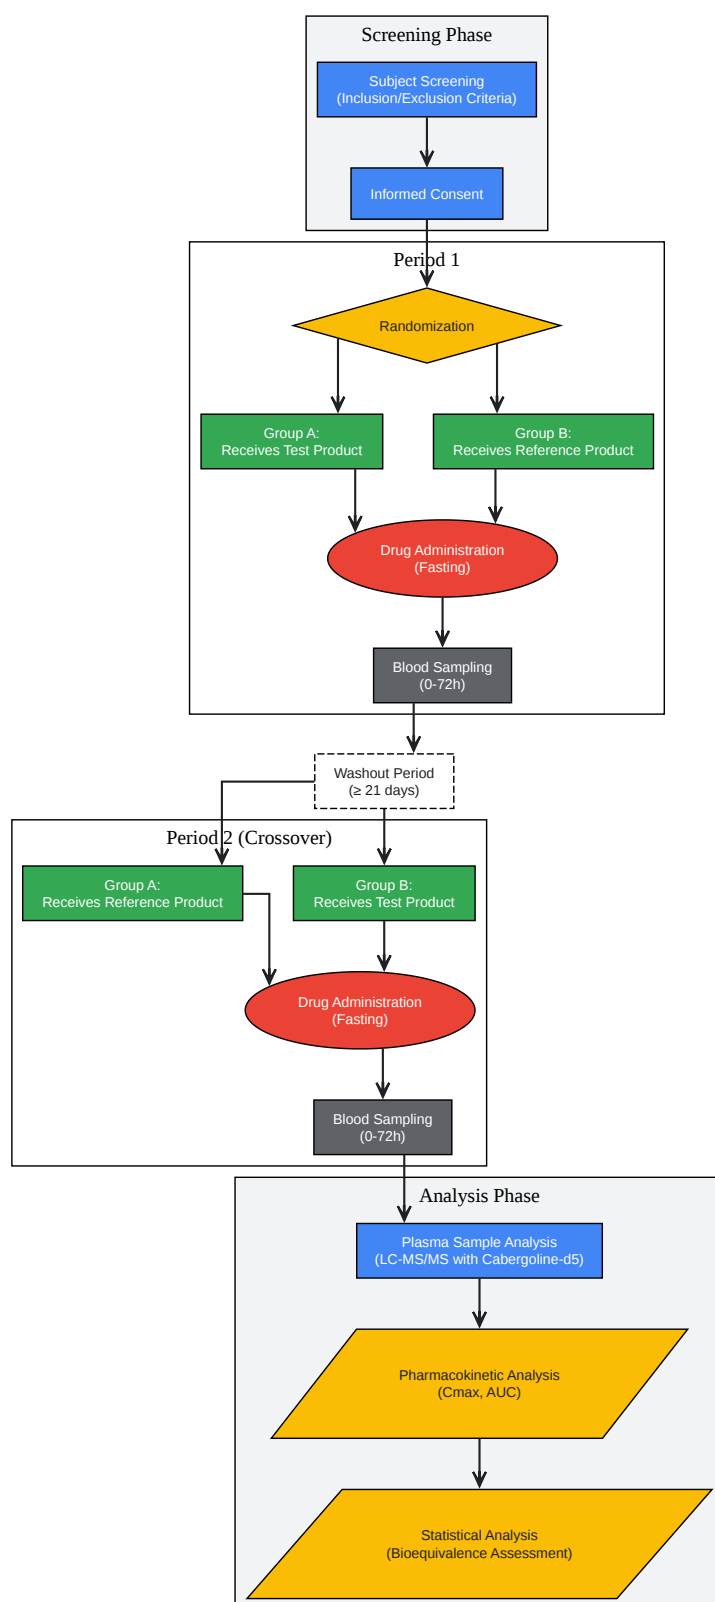 Screening Phase
Subject Screening
(Inclusion/Exclusion Criteria)
Informed Consent
Period 1
Randomization
Group A:
Receives Test Product
Group B:
Receives Reference Product
Drug Administration
(Fasting)
Blood Sampling
(0-72h)
Washout Period
(≥ 21 days)
Period 2 (Crossover)
Group A:
Receives Reference Product
Group B:
Receives Test Product
Drug Administration
(Fasting)
Blood Sampling
(0-72h)
Analysis Phase
Plasma Sample Analysis
(LC-MS/MS with Cabergoline-d5)
Pharmacokinetic Analysis
(Cmax, AUC)
Statistical Analysis
(Bioequivalence Assessment)